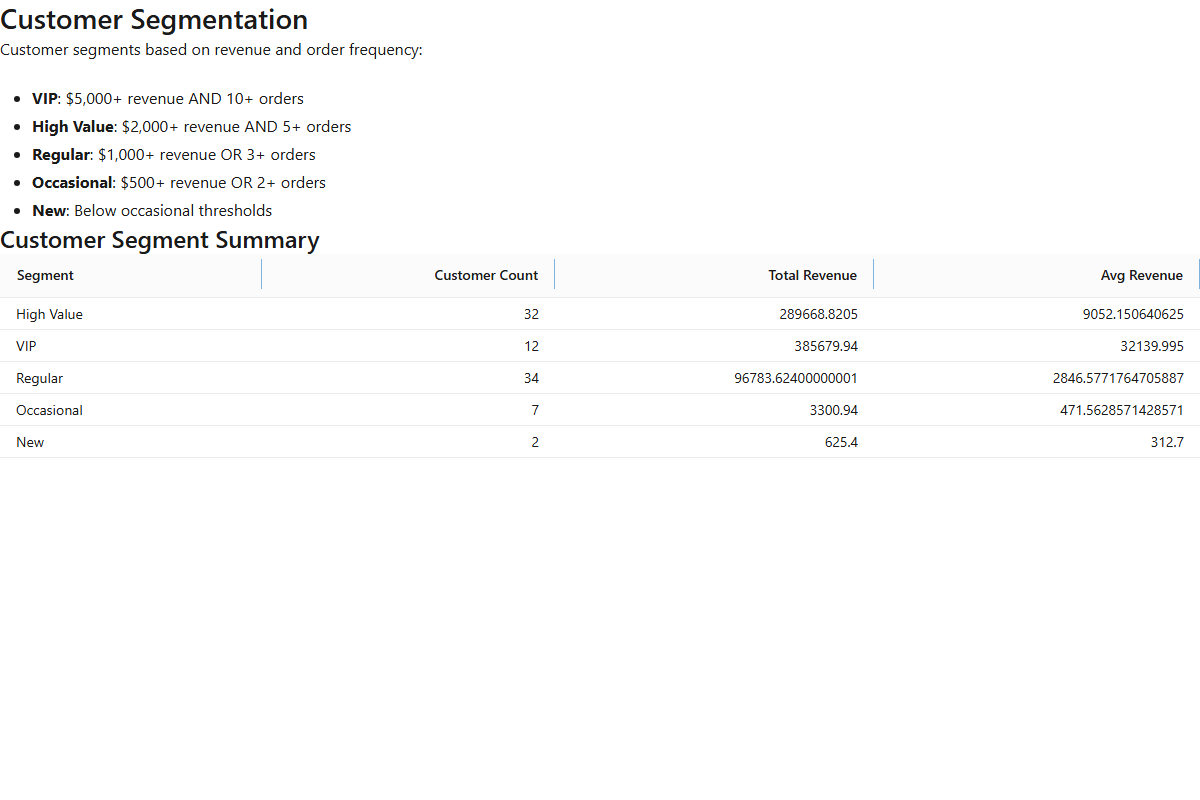 Customer Segmentation
Customer segments based on revenue and order frequency:
• VIP: $5,000+ revenue AND 10+ orders
• High Value: $2,000+ revenue AND 5+ orders
• Regular: $1,000+ revenue OR 3+ orders
• Occasional: $500+ revenue OR 2+ orders
• New: Below occasional thresholds
Customer Segment Summary
Segment Customer Count Total Revenue Avg Revenue
High Value 32 289668.8205 9052.150640625
VIP 12 385679.94 32139.995
Regular 34 96783.62400000001 2846.5771764705887
Occasional 7 3300.94 471.5628571428571
New 2 625.4 312.7